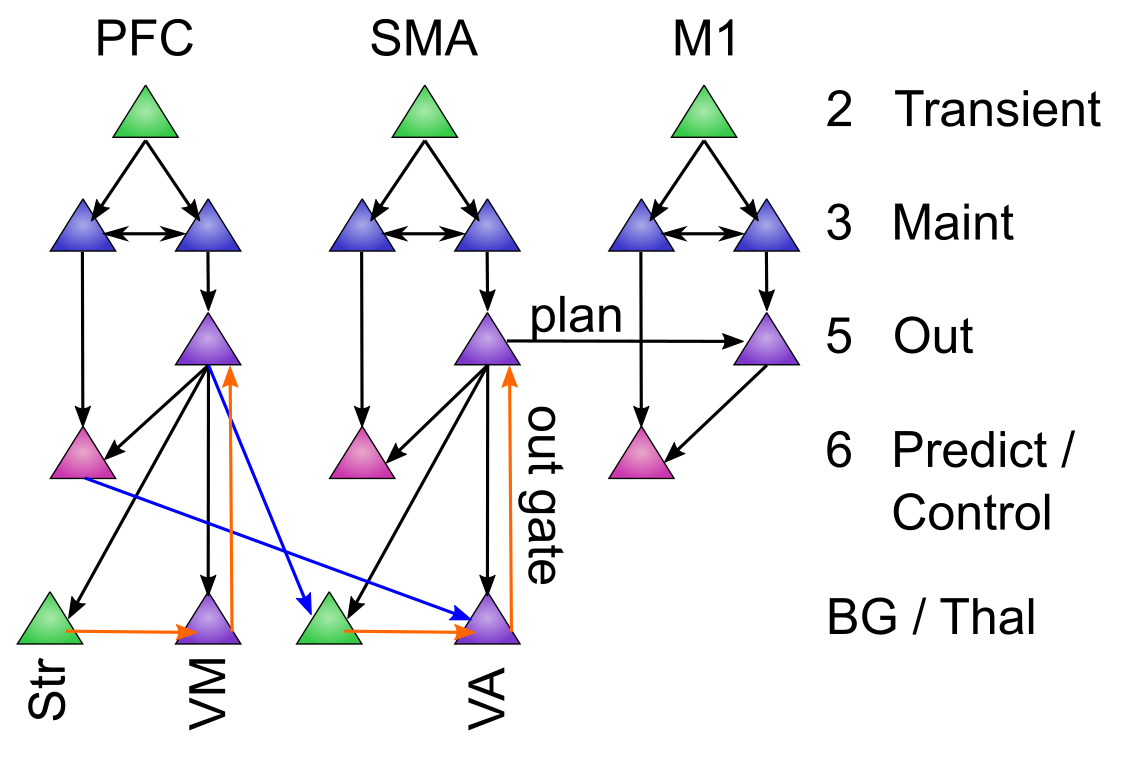 PFC SMA M1
2 Transient
3 Maint
plan
5 Out
out gate
6 Predict /
Control
BG / Thal
Str VM VA